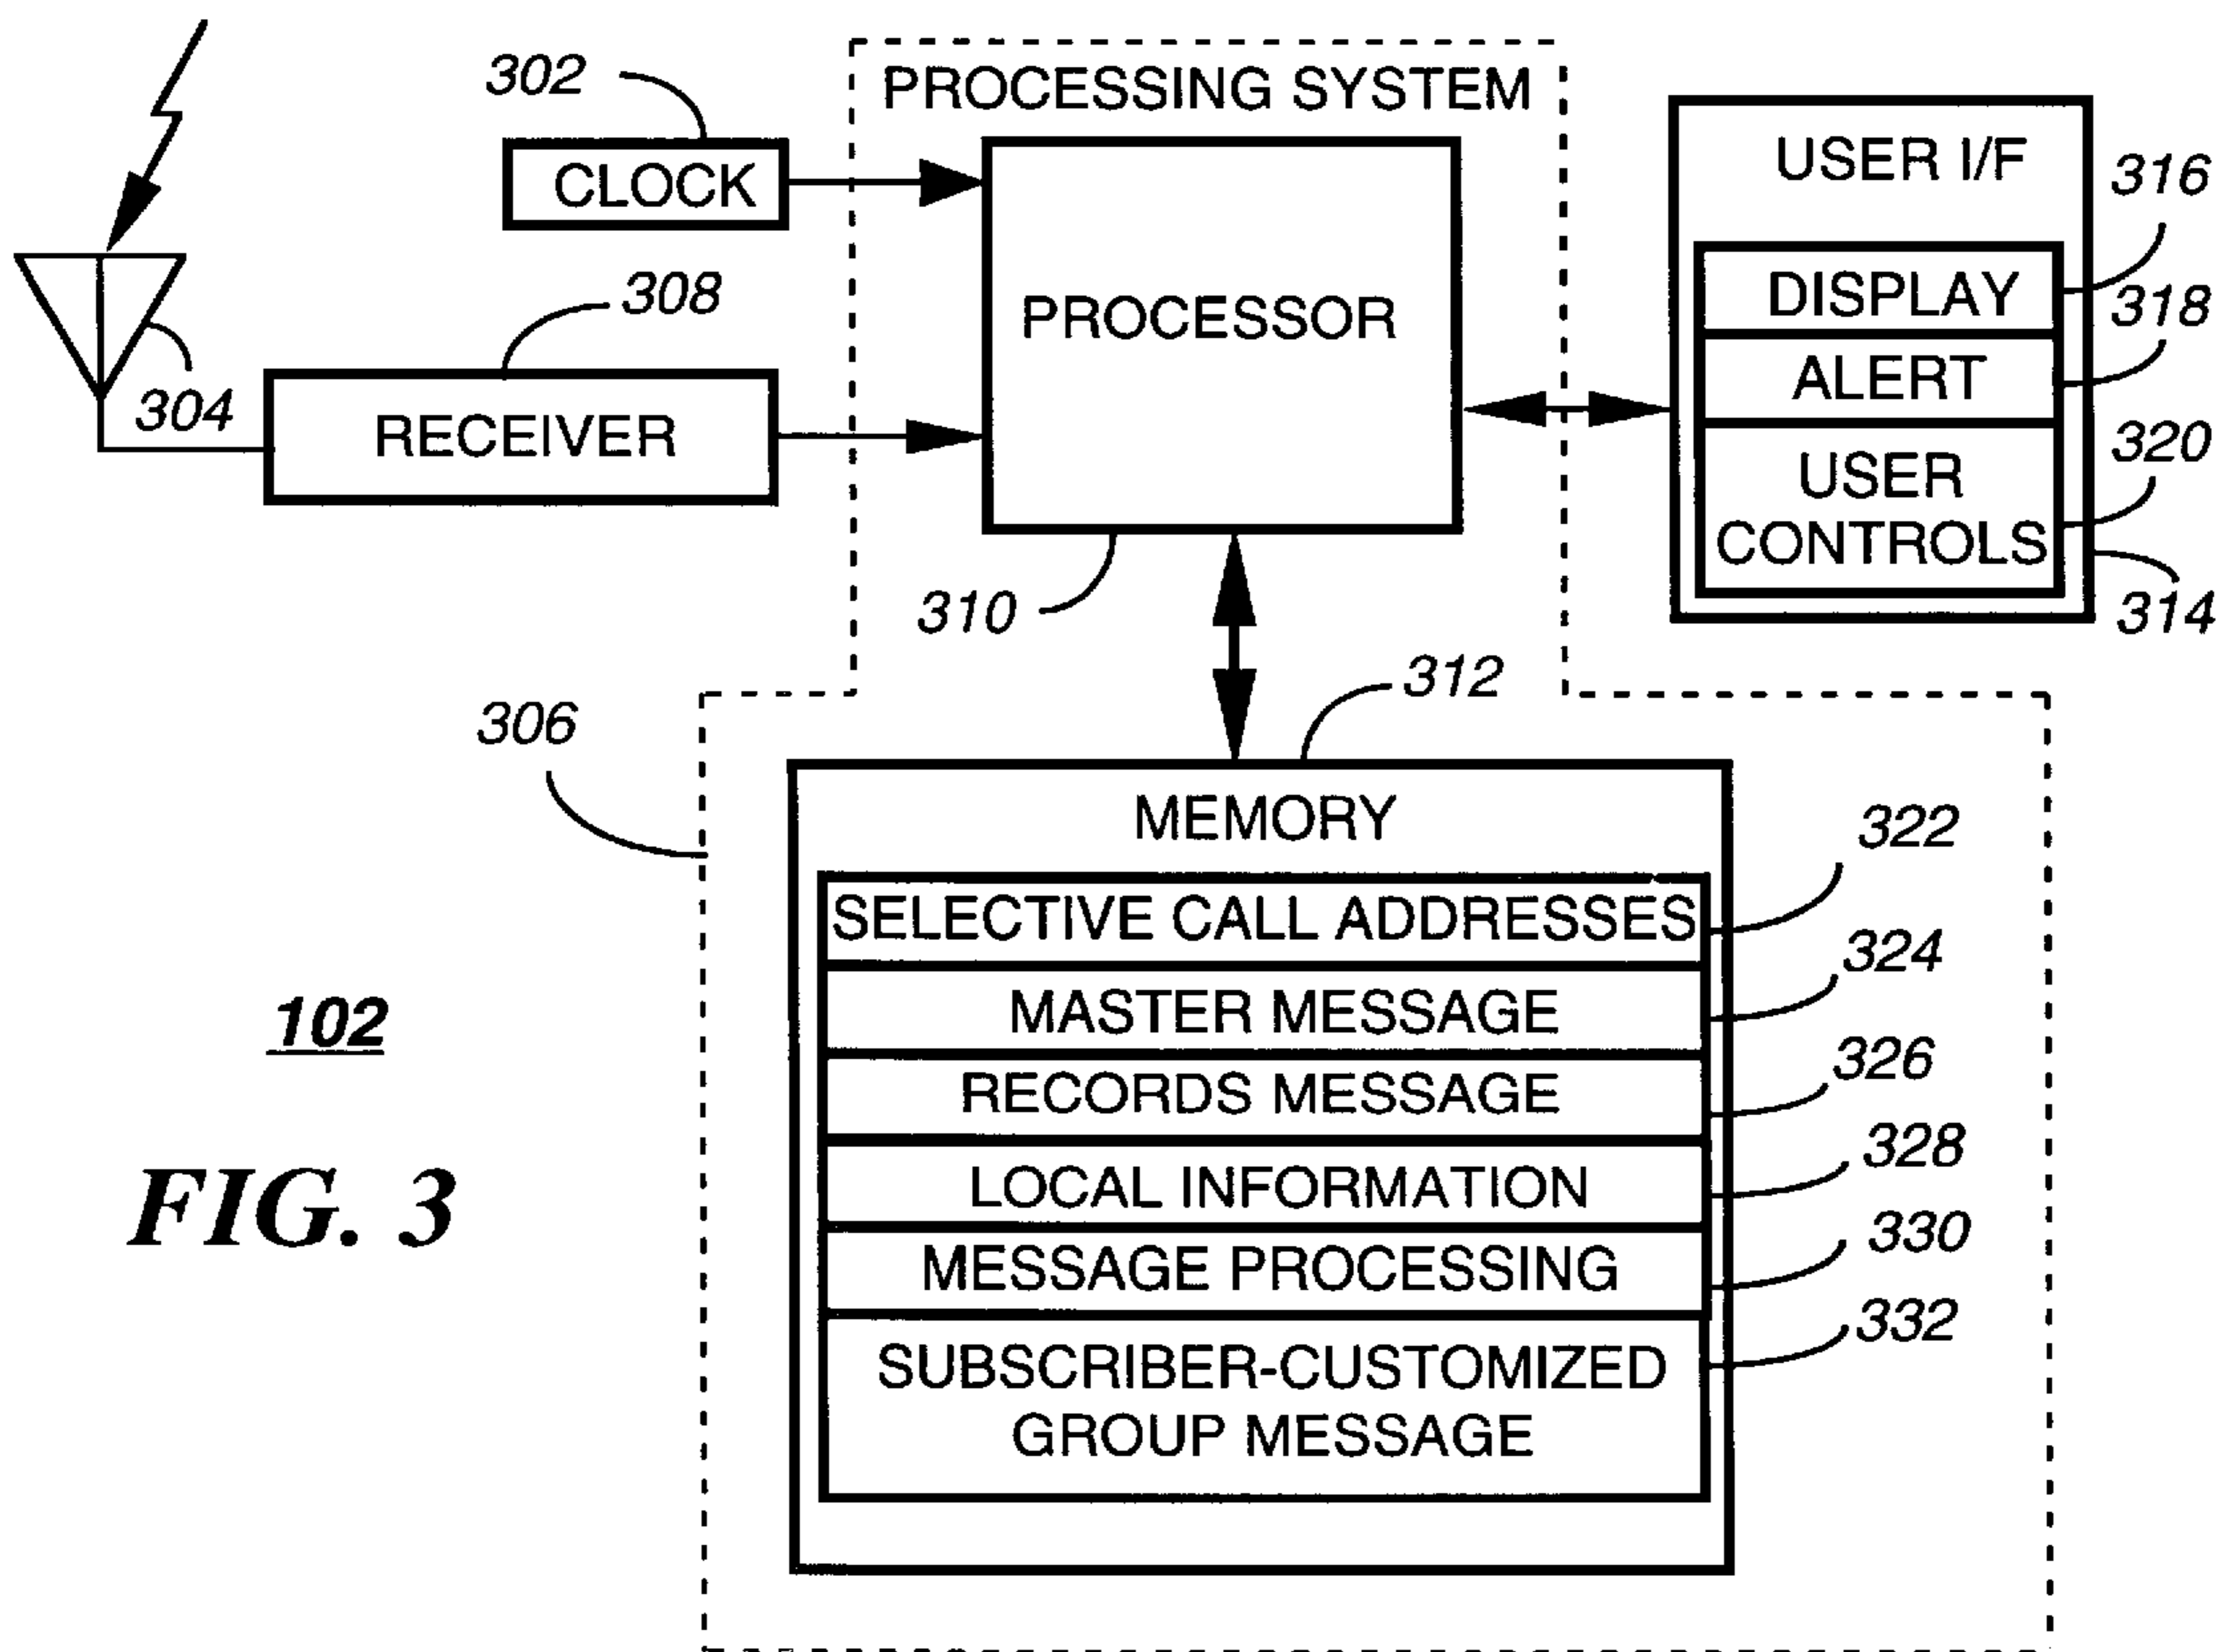 302
PROCESSING SYSTEM
CLOCK
USER I/F
316
308
PROCESSOR
DISPLAY
318
304
RECEIVER
ALERT
320
USER
CONTROLS
310
314
312
306
MEMORY
322
SELECTIVE CALL ADDRESSES
324
MASTER MESSAGE
102
326
RECORDS MESSAGE
328
LOCAL INFORMATION
FIG. 3
330
MESSAGE PROCESSING
332
SUBSCRIBER-CUSTOMIZED
GROUP MESSAGE